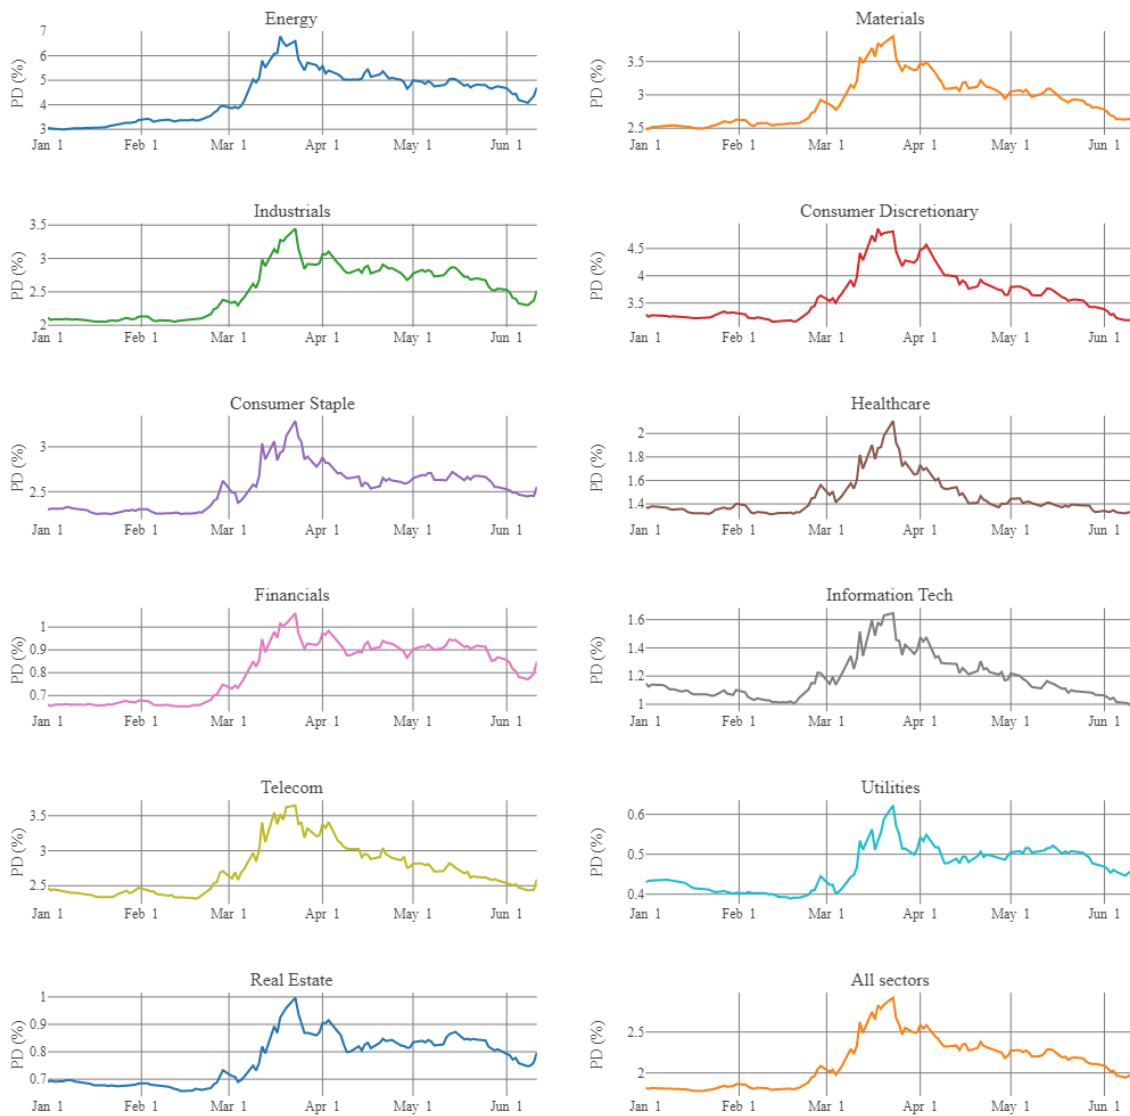 Energy
PD (%)
7
6
5
4
3
Jan 1 Feb 1 Mar 1 Apr 1 May 1 Jun 1
Materials
PD (%)
3.5
3
2.5
Jan 1 Feb 1 Mar 1 Apr 1 May 1 Jun 1
Industrials
PD (%)
3.5
3
2.5
2
Jan 1 Feb 1 Mar 1 Apr 1 May 1 Jun 1
Consumer Discretionary
PD (%)
4.5
4
3.5
Jan 1 Feb 1 Mar 1 Apr 1 May 1 Jun 1
Consumer Staple
PD (%)
3
2.5
Jan 1 Feb 1 Mar 1 Apr 1 May 1 Jun 1
Healthcare
PD (%)
2
1.8
1.6
1.4
Jan 1 Feb 1 Mar 1 Apr 1 May 1 Jun 1
Financials
PD (%)
1
0.9
0.8
0.7
Jan 1 Feb 1 Mar 1 Apr 1 May 1 Jun 1
Information Tech
PD (%)
1.6
1.4
1.2
1
Jan 1 Feb 1 Mar 1 Apr 1 May 1 Jun 1
Telecom
PD (%)
3.5
3
2.5
Jan 1 Feb 1 Mar 1 Apr 1 May 1 Jun 1
Utilities
PD (%)
0.6
0.5
0.4
Jan 1 Feb 1 Mar 1 Apr 1 May 1 Jun 1
Real Estate
PD (%)
1
0.9
0.8
0.7
Jan 1 Feb 1 Mar 1 Apr 1 May 1 Jun 1
All sectors
PD (%)
2.5
2
Jan 1 Feb 1 Mar 1 Apr 1 May 1 Jun 1